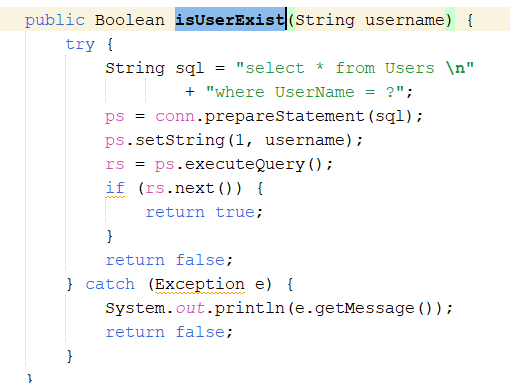 public Boolean isUserExist(String username) {
try {
String sql = "select * from Users \n"
+ "where UserName = ?";
ps = conn.prepareStatement(sql);
ps.setString(1, username);
rs = ps.executeQuery();
if (rs.next()) {
return true;
}
return false;
} catch (Exception e) {
System.out.println(e.getMessage());
return false;
}
}